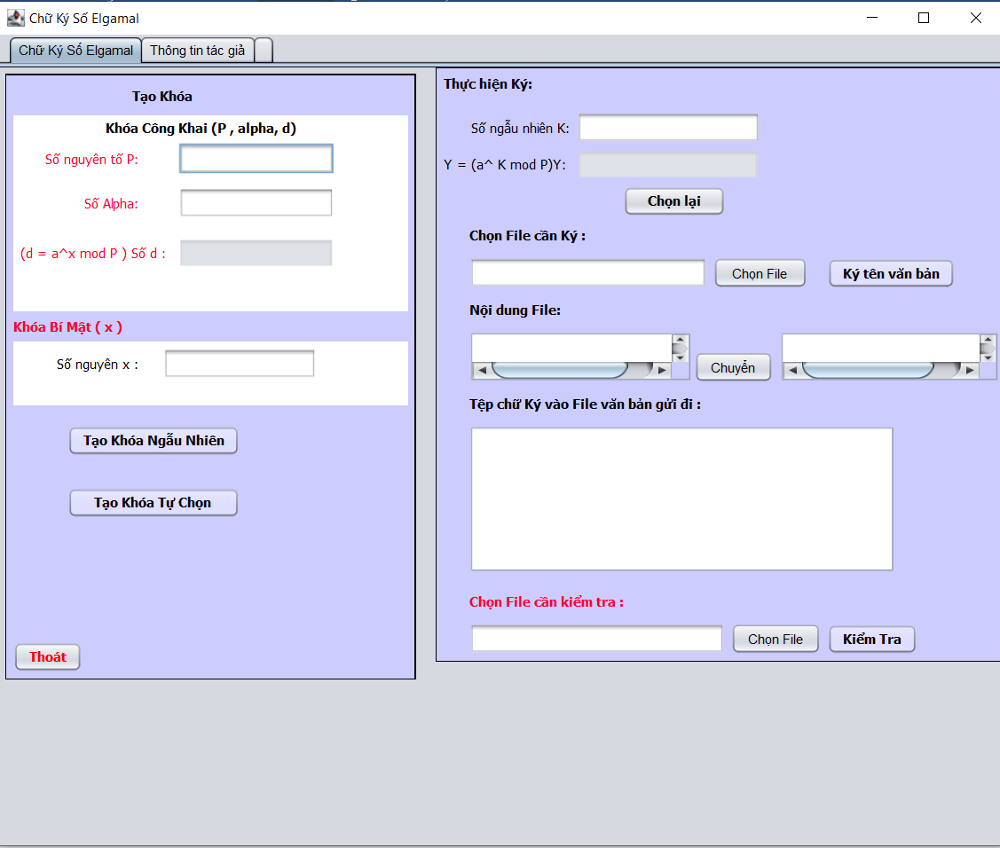 Chữ Ký Số Elgamal
Chữ Ký Số Elgamal
Thông tin tác giả
Tạo Khóa
Khóa Công Khai (P , alpha, d)
Số nguyên tố P:
Số Alpha:
(d = a^x mod P ) Số d :
Khóa Bí Mật ( x )
Số nguyên x :
Tạo Khóa Ngẫu Nhiên
Tạo Khóa Tự Chọn
Thoát
Thực hiện Ký:
Số ngẫu nhiên K:
Y = (a^ K mod P)Y:
Chọn lại
Chọn File cần Ký :
Chọn File
Ký tên văn bản
Nội dung File:
Chuyển
Tệp chữ Ký vào File văn bản gửi đi :
Chọn File cần kiểm tra :
Chọn File
Kiểm Tra